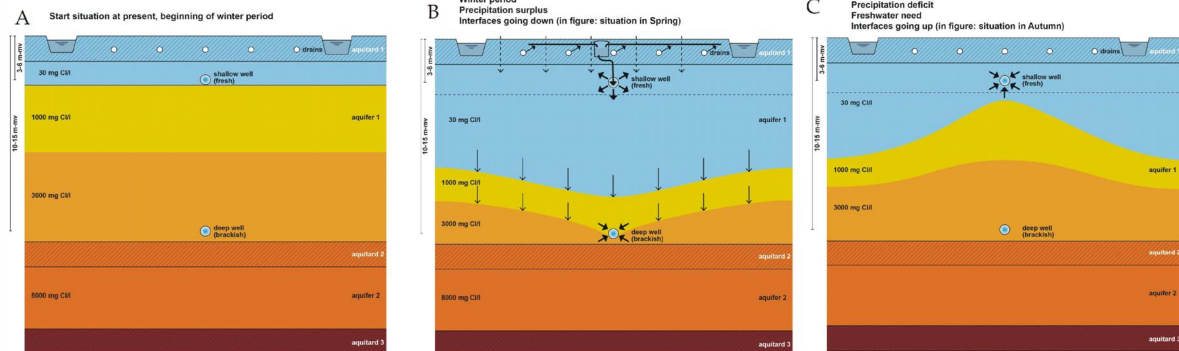 A
Start situation at present, beginning of winter period
3-6 m-mv
10-15 m-mv
aquitard 1
drains
30 mg Cl/l
shallow well
(fresh)
1000 mg Cl/l
aquifer 1
3000 mg Cl/l
deep well
(brackish)
aquitard 2
8000 mg Cl/l
aquifer 2
aquitard 3
B
Winter period
Precipitation surplus
Interfaces going down (in figure: situation in Spring)
3-6 m-mv
10-15 m-mv
aquitard 1
drains
shallow well
(fresh)
30 mg Cl/l
aquifer 1
1000 mg Cl/l
3000 mg Cl/l
deep well
(brackish)
aquitard 2
8000 mg Cl/l
aquifer 2
aquitard 3
C
Precipitation deficit
Freshwater need
Interfaces going up (in figure: situation in Autumn)
3-6 m-mv
10-15 m-mv
drains
shallow well
(fresh)
30 mg Cl/l
1000 mg Cl/l
aquifer 1
3000 mg Cl/l
deep well
(brackish)
aquifer 2